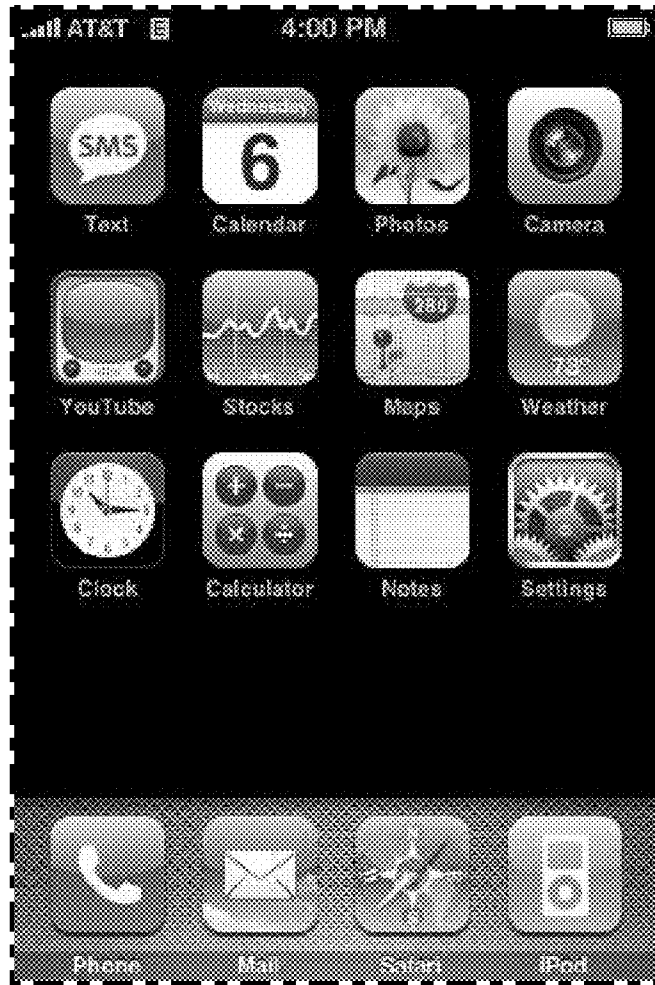 AT&T 4:00 PM
SMS
Wednesday
6
Text Calendar Photos Camera
280
73°
YouTube Stocks Maps Weather
Clock Calculator Notes Settings
Phone Mail Safari iPod